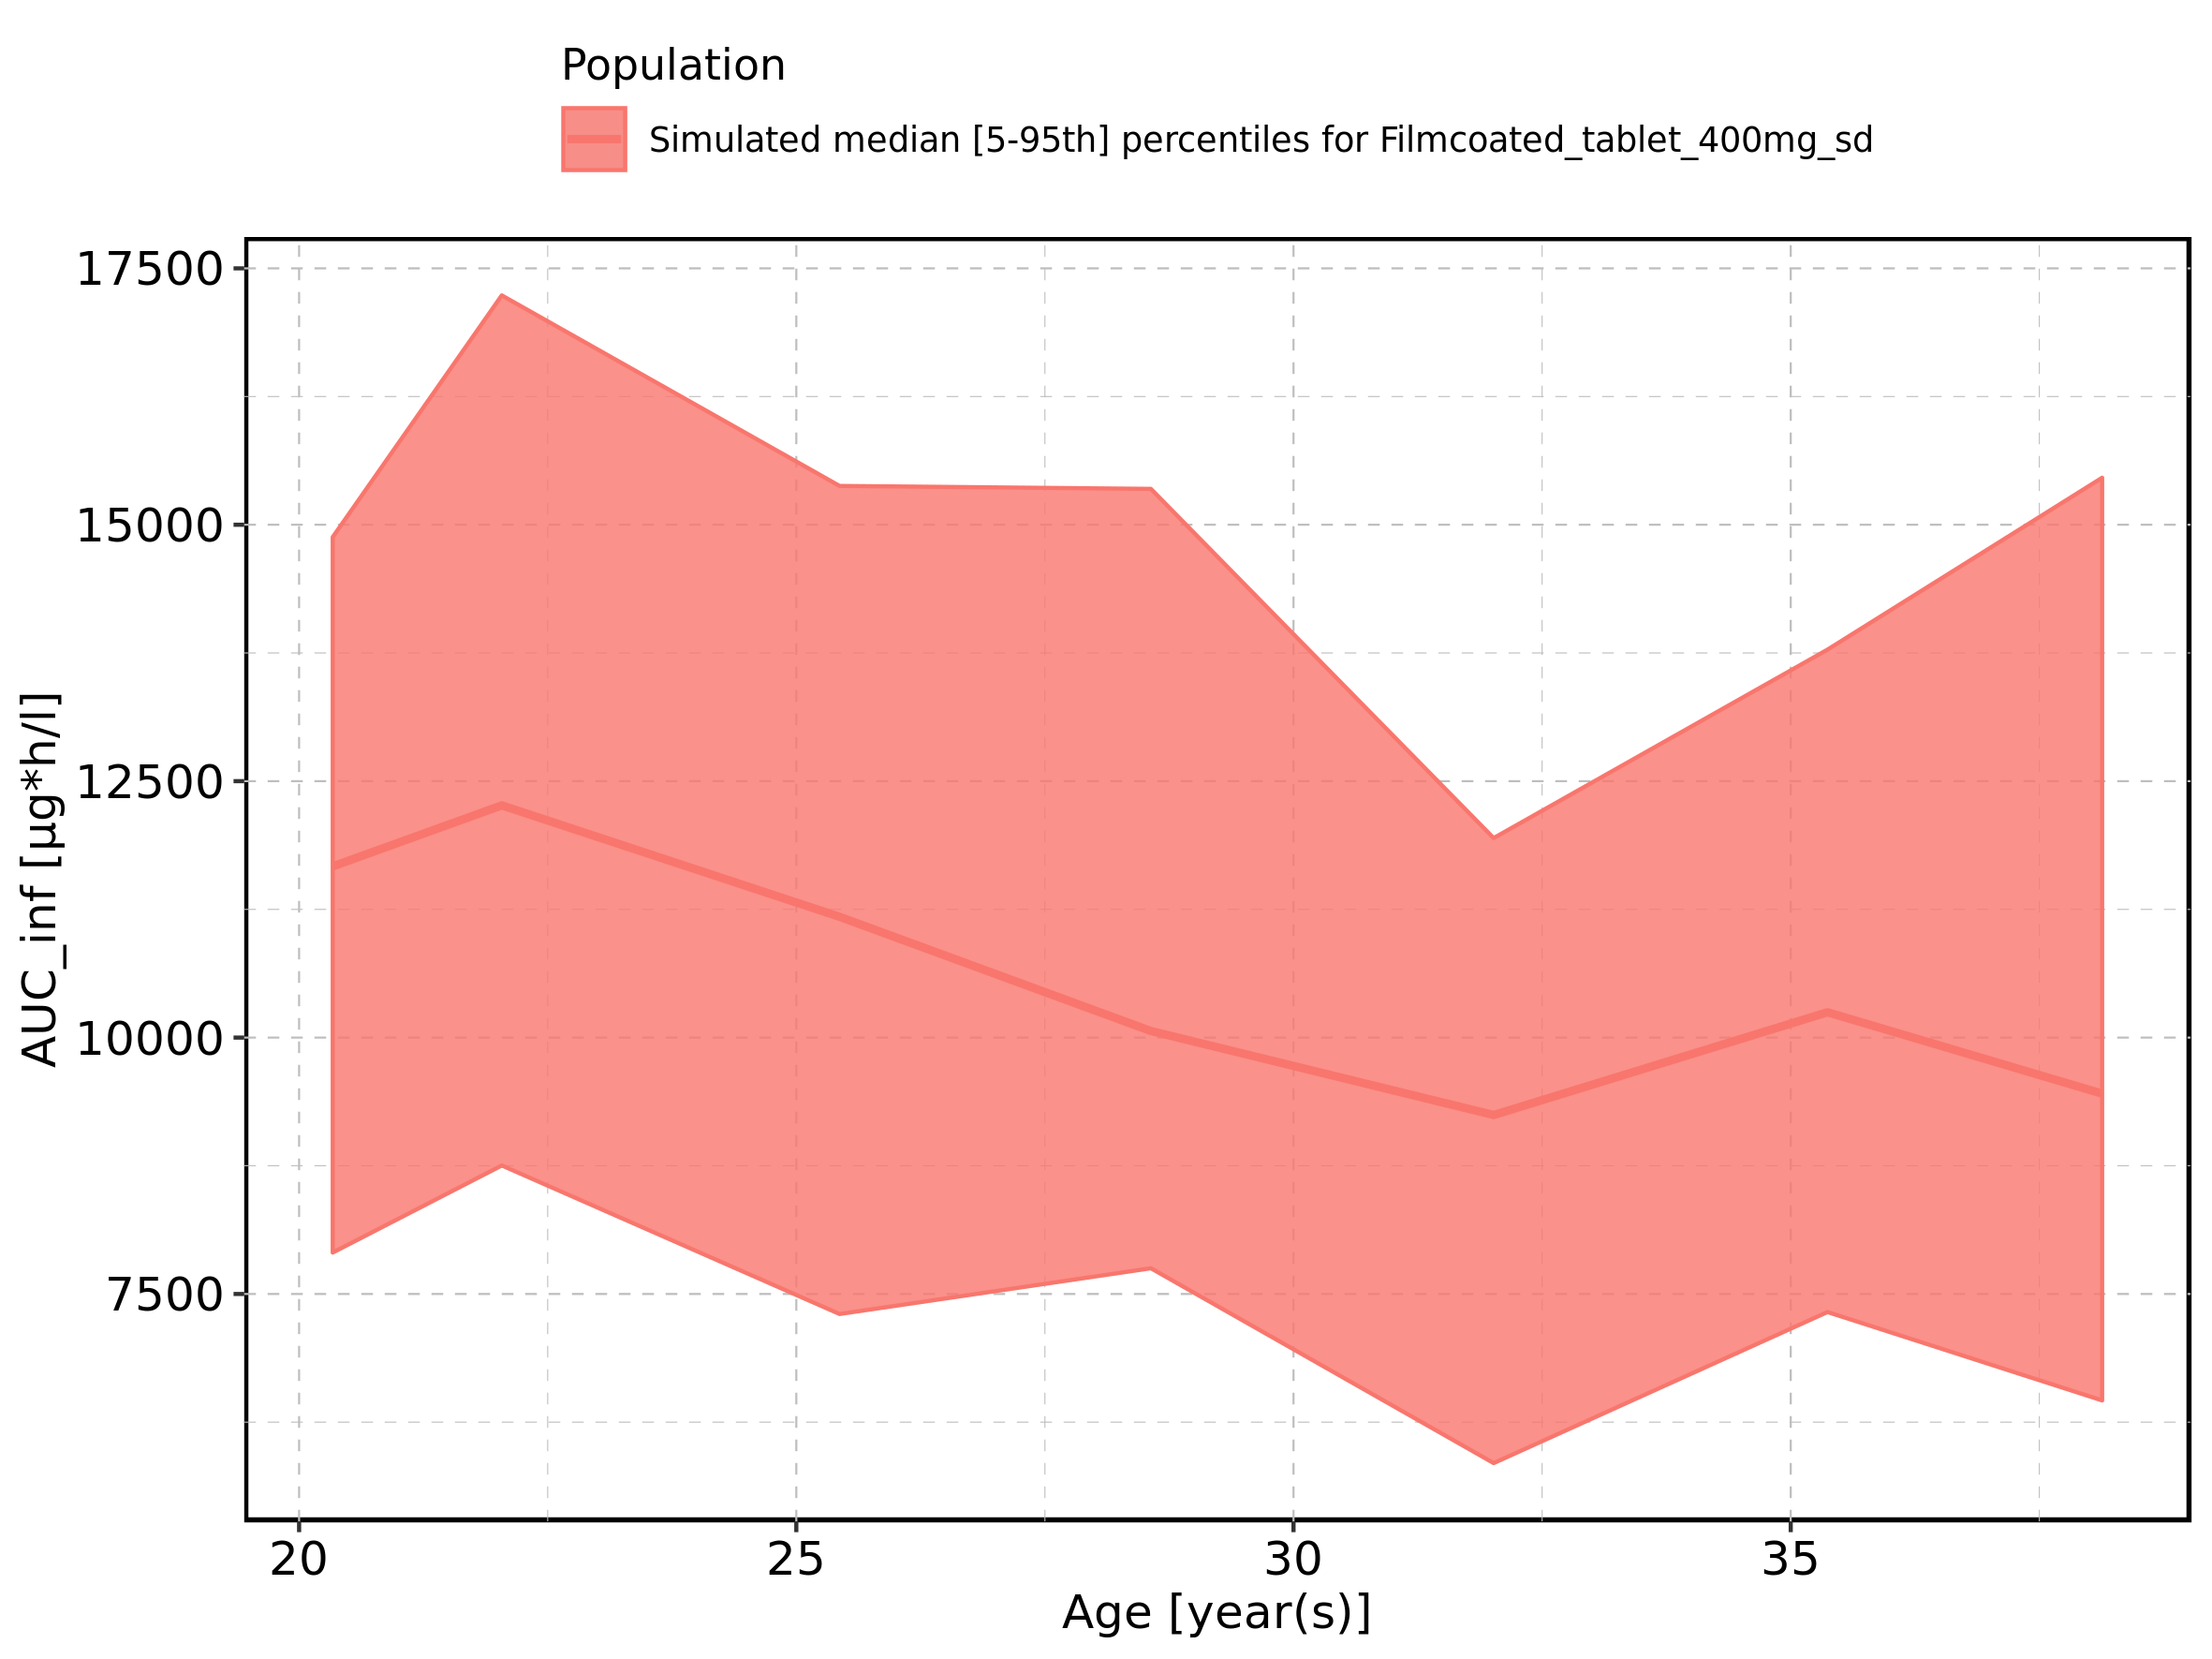 Population
Simulated median [5-95th] percentiles for Filmcoated_tablet_400mg_sd
17500
15000
12500
10000
7500
AUC_inf [µg*h/l]
20 25 30 35
Age [year(s)]